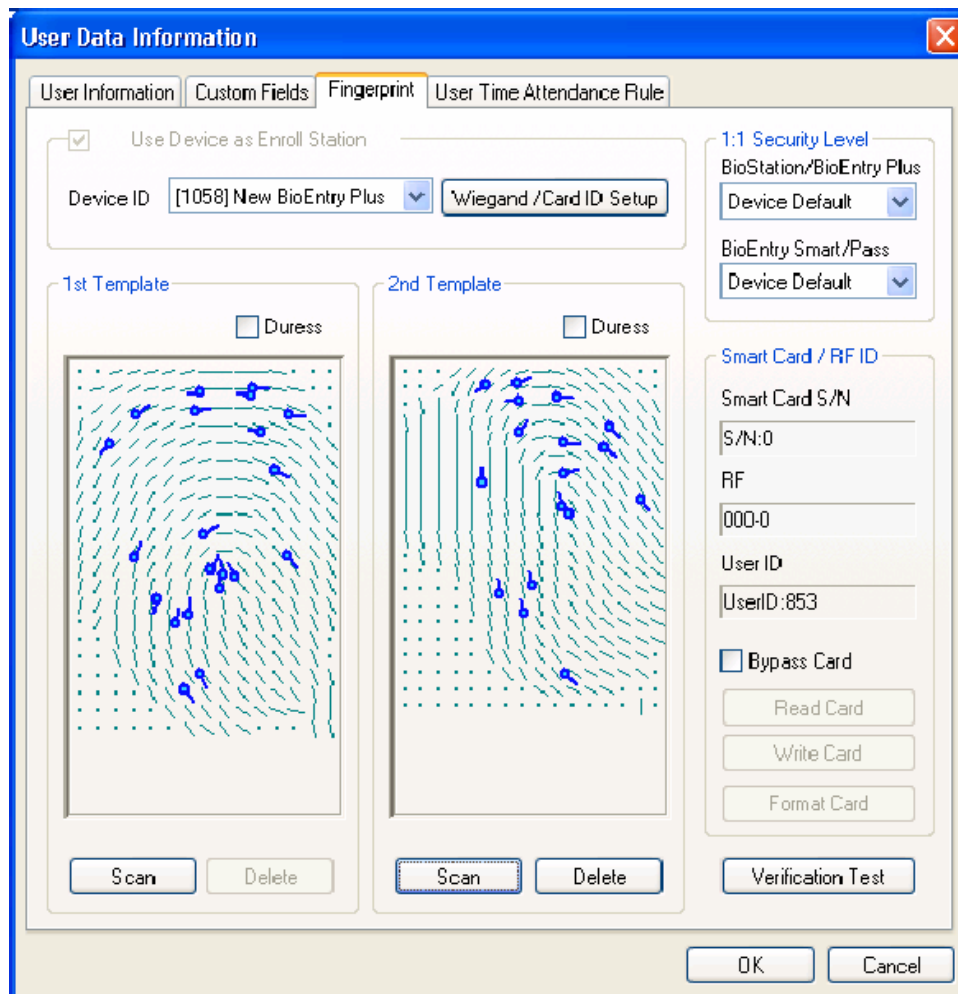 User Data Information
User Information Custom Fields Fingerprint User Time Attendance Rule
Use Device as Enroll Station
Device ID [1058] New BioEntry Plus Wiegand /Card ID Setup
1st Template
Duress
Scan Delete
2nd Template
Duress
Scan Delete
1:1 Security Level
BioStation/BioEntry Plus
Device Default
BioEntry Smart/Pass
Device Default
Smart Card / RF ID
Smart Card S/N
S/N:0
RF
000-0
User ID
UserID:853
Bypass Card
Read Card
Write Card
Format Card
Verification Test
OK Cancel